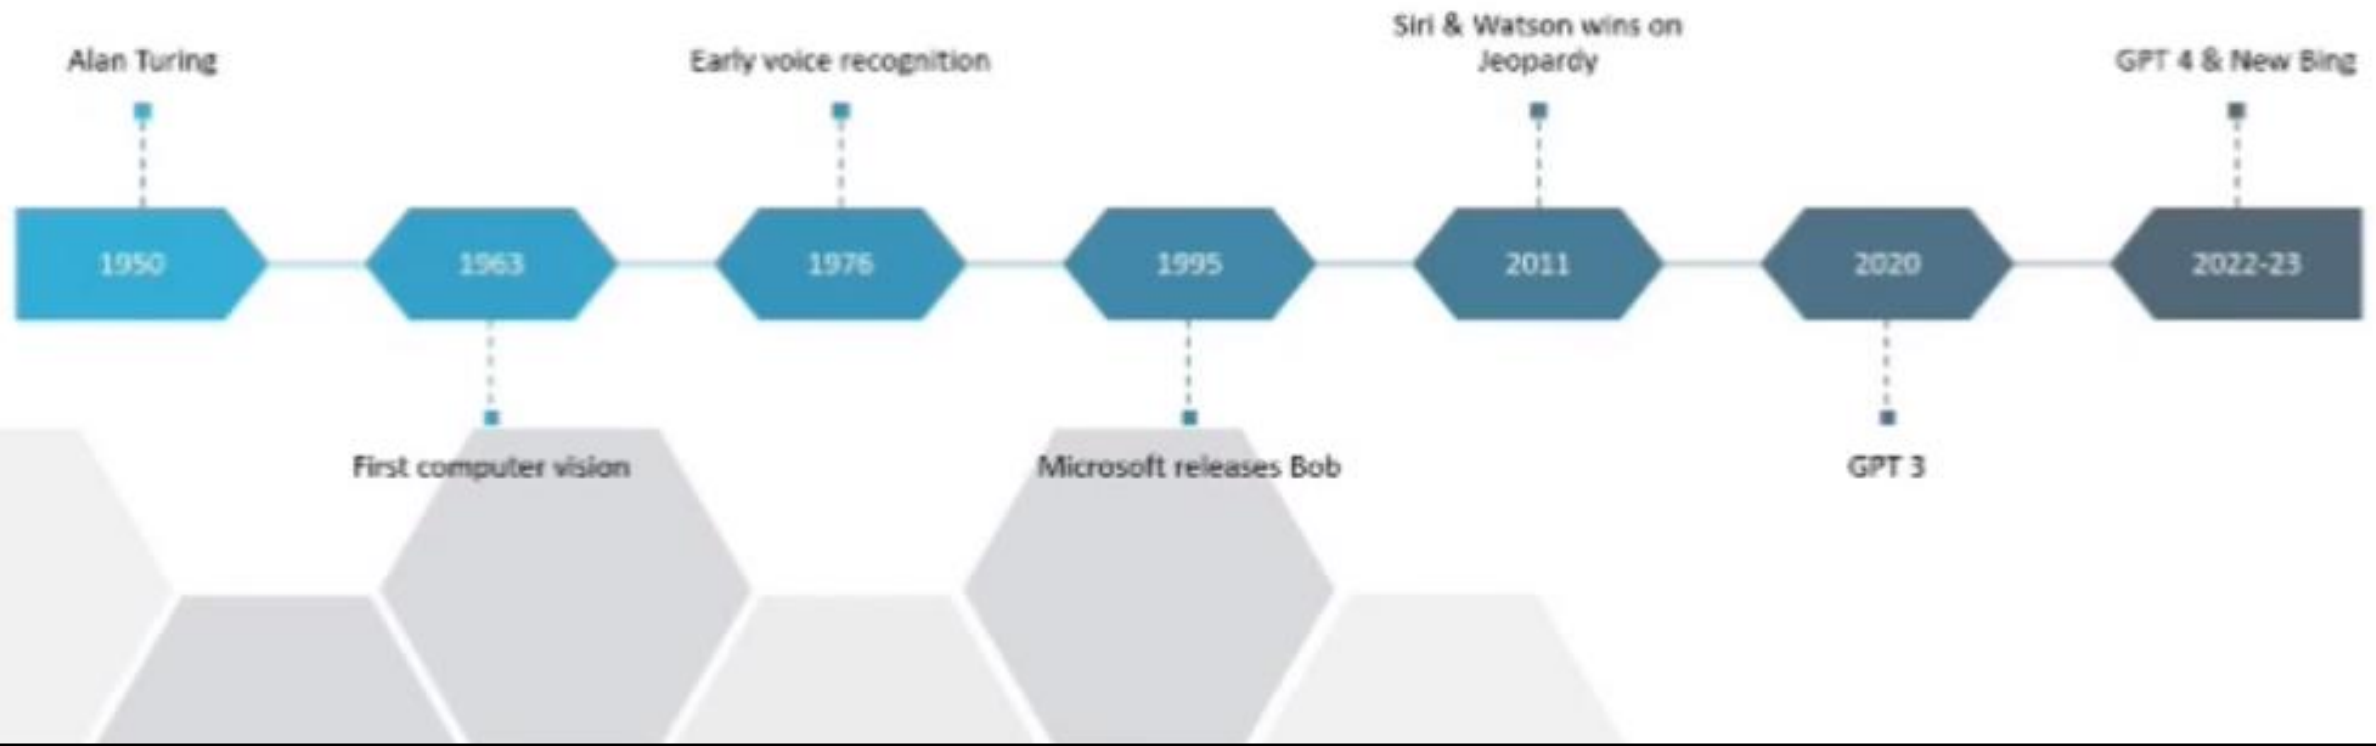 Alan Turing
Early voice recognition
Siri & Watson wins on
Jeopardy
GPT 4 & New Bing
1950
1963
1976
1995
2011
2020
2022-23
First computer vision
Microsoft releases Bob
GPT 3